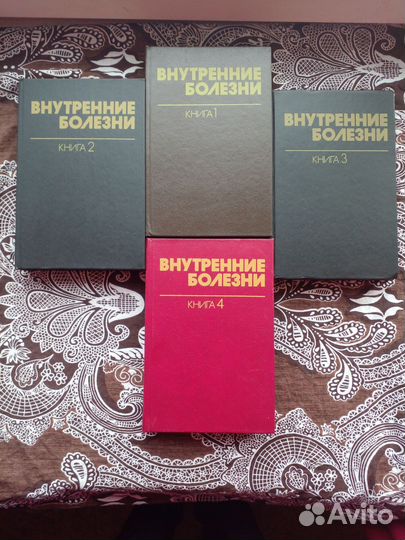 ВНУТРЕННИЕ
БОЛЕЗНИ
КНИГА 1
ВНУТРЕННИЕ
БОЛЕЗНИ
КНИГА 2
ВНУТРЕННИЕ
БОЛЕЗНИ
КНИГА 3
ВНУТРЕННИЕ
БОЛЕЗНИ
КНИГА 4
Avito